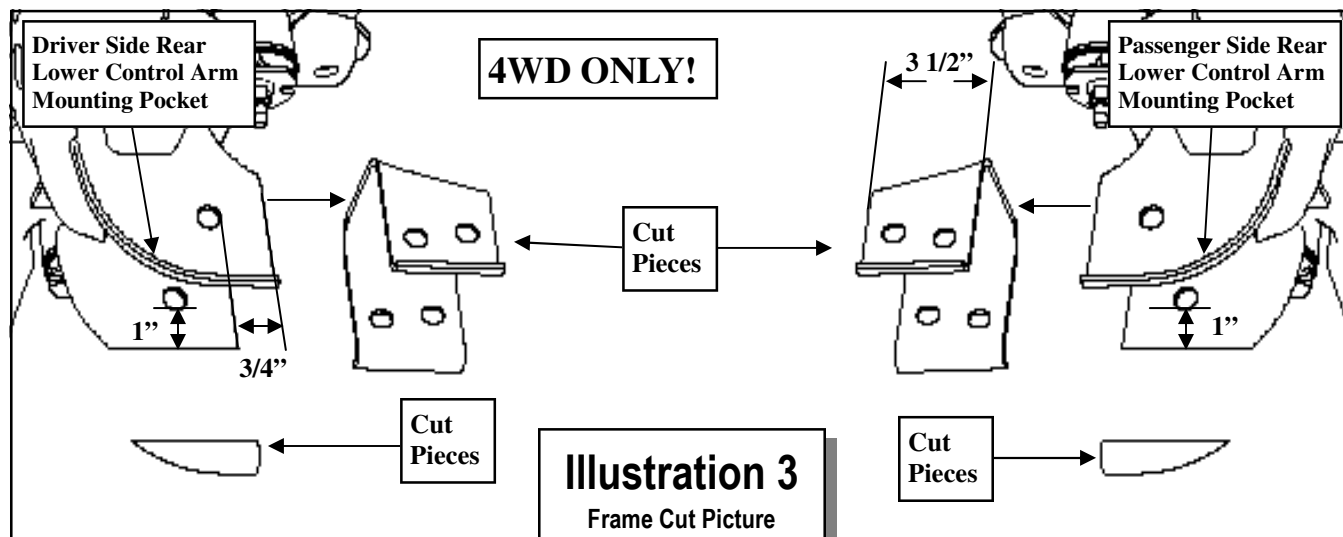 Driver Side Rear
Lower Control Arm
Mounting Pocket
4WD ONLY!
3 1/2”
Passenger Side Rear
Lower Control Arm
Mounting Pocket
Cut
Pieces
1”
3/4”
1”
Cut
Pieces
Cut
Pieces
Illustration 3
Frame Cut Picture